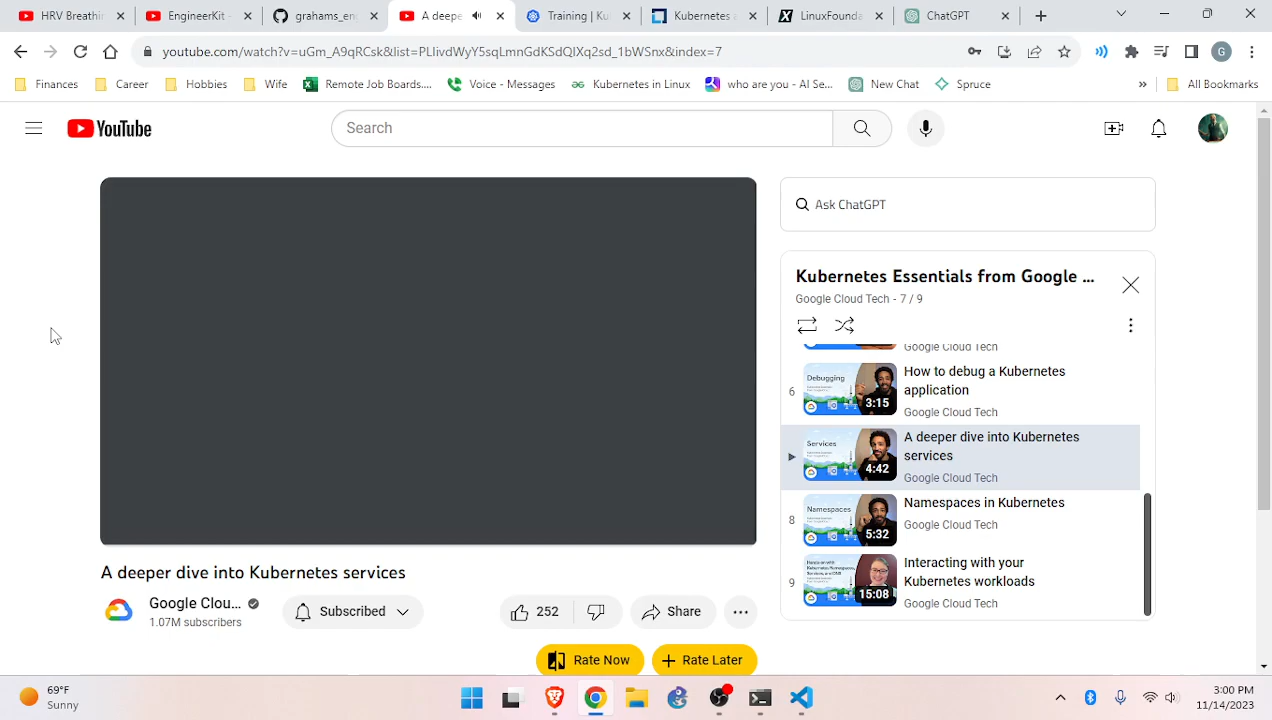 HRV Breathi
EngineerKit -
grahams_eng
A deepe
Training | Ku
Kubernetes a
LinuxFounda
ChatGPT
youtube.com/watch?v=uGm_A9qRCsk&list=PLIivdWyY5sqLmnGdKSdQIXq2sd_1bWSnx&index=7
G
Finances
Career
Hobbies
Wife
Remote Job Boards....
Voice - Messages
Kubernetes in Linux
who are you - AI Se...
New Chat
Spruce
»
All Bookmarks
YouTube
Search
Ask ChatGPT
Kubernetes Essentials from Google ...
Google Cloud Tech - 7 / 9
Google Cloud Tech
6
Debugging
3:15
How to debug a Kubernetes
application
Google Cloud Tech
Services
4:42
A deeper dive into Kubernetes
services
Google Cloud Tech
8
Namespaces
5:32
Namespaces in Kubernetes
Google Cloud Tech
9
15:08
Interacting with your
Kubernetes workloads
Google Cloud Tech
A deeper dive into Kubernetes services
Google Clou...
1.07M subscribers
Subscribed
252
Share
Rate Now
Rate Later
69°F
Sunny
3:00 PM
11/14/2023